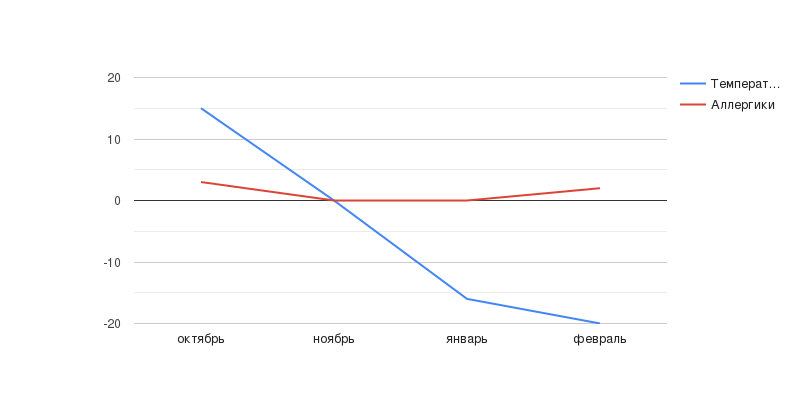 20
10
0
-10
-20
октябрь
ноябрь
январь
февраль
Температ...
Аллергики